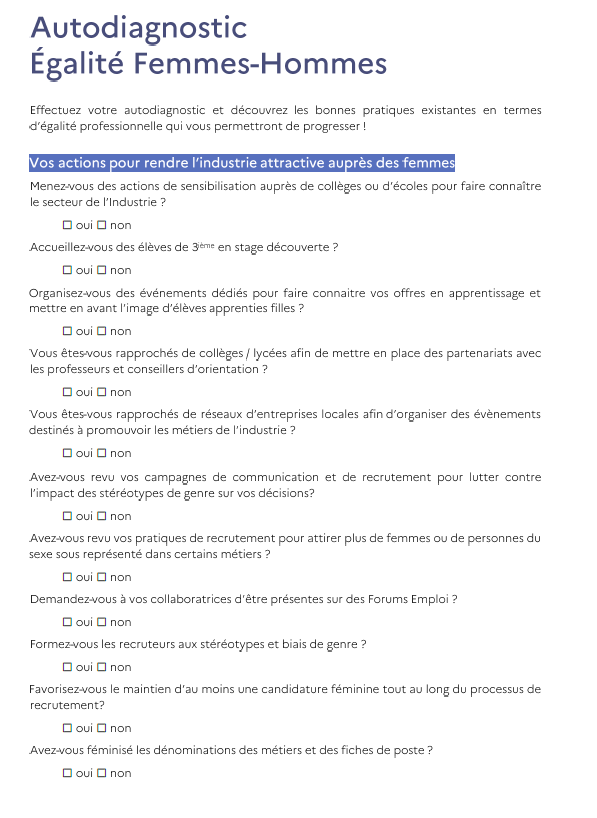 Autodiagnostic
Égalité Femmes-Hommes
Effectuez votre autodiagnostic et découvrez les bonnes pratiques existantes en termes
d'égalité professionnelle qui vous permettront de progresser !
Vos actions pour rendre l'industrie attractive auprès des femmes
Menez-vous des actions de sensibilisation auprès de collèges ou d'écoles pour faire connaître
le secteur de l'Industrie ?
☐ oui ☐ non
Accueillez-vous des élèves de 3ième en stage découverte ?
☐ oui ☐ non
Organisez-vous des événements dédiés pour faire connaitre vos offres en apprentissage et
mettre en avant l'image d'élèves apprenties filles ?
☐ oui ☐ non
Vous êtes-vous rapprochés de collèges / lycées afin de mettre en place des partenariats avec
les professeurs et conseillers d'orientation ?
☐ oui ☐ non
Vous êtes-vous rapprochés de réseaux d'entreprises locales afin d'organiser des évènements
destinés à promouvoir les métiers de l'industrie ?
☐ oui ☐ non
Avez-vous revu vos campagnes de communication et de recrutement pour lutter contre
l'impact des stéréotypes de genre sur vos décisions?
☐ oui ☐ non
Avez-vous revu vos pratiques de recrutement pour attirer plus de femmes ou de personnes du
sexe sous représenté dans certains métiers ?
☐ oui ☐ non
Demandez-vous à vos collaboratrices d'être présentes sur des Forums Emploi ?
☐ oui ☐ non
Formez-vous les recruteurs aux stéréotypes et biais de genre ?
☐ oui ☐ non
Favorisez-vous le maintien d'au moins une candidature féminine tout au long du processus de
recrutement?
☐ oui ☐ non
Avez-vous féminisé les dénominations des métiers et des fiches de poste ?
☐ oui ☐ non